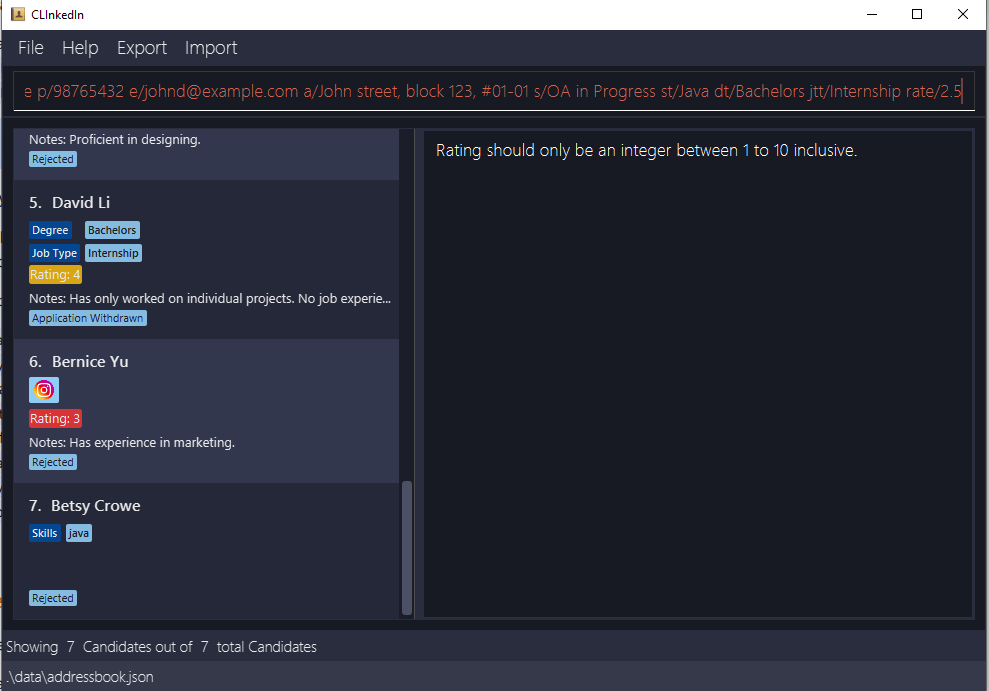 CLInkedIn
File Help Export Import
e p/98765432 e/johnd@example.com a/John street, block 123, #01-01 s/OA in Progress st/Java dt/Bachelors jtt/Internship rate/2.5
Notes: Proficient in designing.
Rejected
5. David Li
Degree Bachelors
Job Type Internship
Rating: 4
Notes: Has only worked on individual projects. No job experie...
Application Withdrawn
6. Bernice Yu
Rating: 3
Notes: Has experience in marketing.
Rejected
7. Betsy Crowe
Skills java
Rejected
Rating should only be an integer between 1 to 10 inclusive.
Showing 7 Candidates out of 7 total Candidates
.\data\addressbook.json